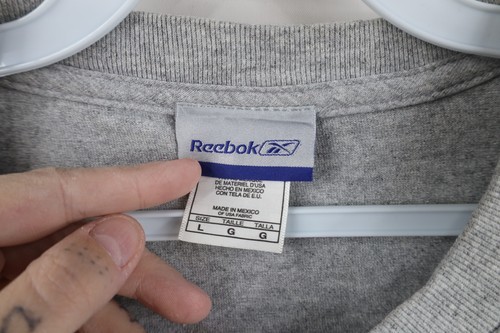 Reebok
DE MATERIEL D'USA
HECHO EN MEXICO
CON TELA DE E.U.
MADE IN MEXICO
OF USA FABRIC
SIZE TAILLE TALLA
L G G